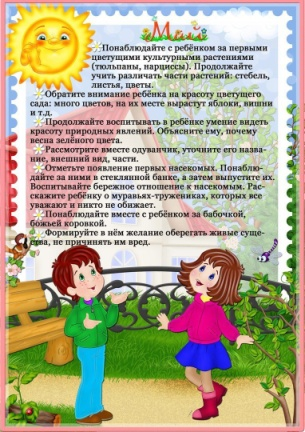 Май
Понаблюдайте с ребёнком за первыми
цветущими культурными растениями
(тюльпаны, нарциссы). Продолжайте
учить различать части растений: стебель,
листья, цветы.
Обратите внимание ребёнка на красоту цветущего
сада: много цветов, на их месте вырастут яблоки, вишни
и т.д.
Продолжайте воспитывать в ребёнке умение видеть
красоту природных явлений. Объясните ему, почему
весна зелёного цвета.
Рассмотрите вместе одуванчик, уточните его назва-
ние, внешний вид, части.
Отметьте появление первых насекомых. Понаблю-
дайте за ними в стеклянной банке, а затем выпустите их.
Воспитывайте бережное отношение к насекомым. Рас-
скажите ребёнку о муравьях-тружениках, которых все
уважают и никто не обижает.
Понаблюдайте вместе с ребёнком за бабочкой,
божьей коровкой.
Формируйте в нём желание оберегать живые суще-
ства, не причинять им вред.